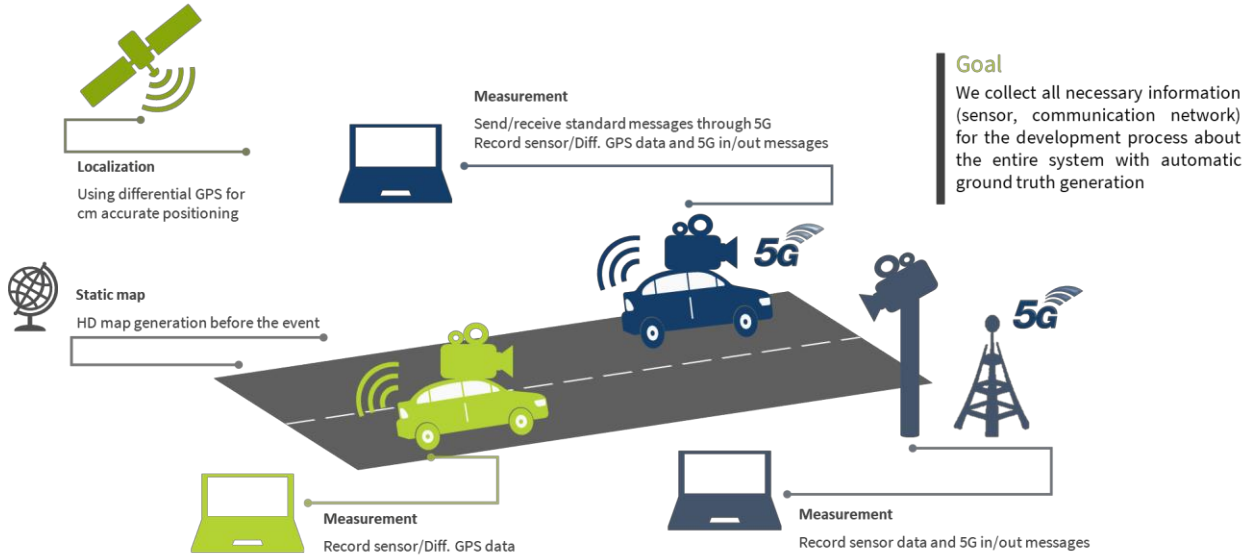 Goal
We collect all necessary information
(sensor, communication network)
for the development process about
the entire system with automatic
ground truth generation
Measurement
Send/receive standard messages through 5G
Record sensor/Diff. GPS data and 5G in/out messages
Localization
Using differential GPS for
cm accurate positioning
5G
Static map
HD map generation before the event
5G
Measurement
Record sensor/Diff. GPS data
Measurement
Record sensor data and 5G in/out messages